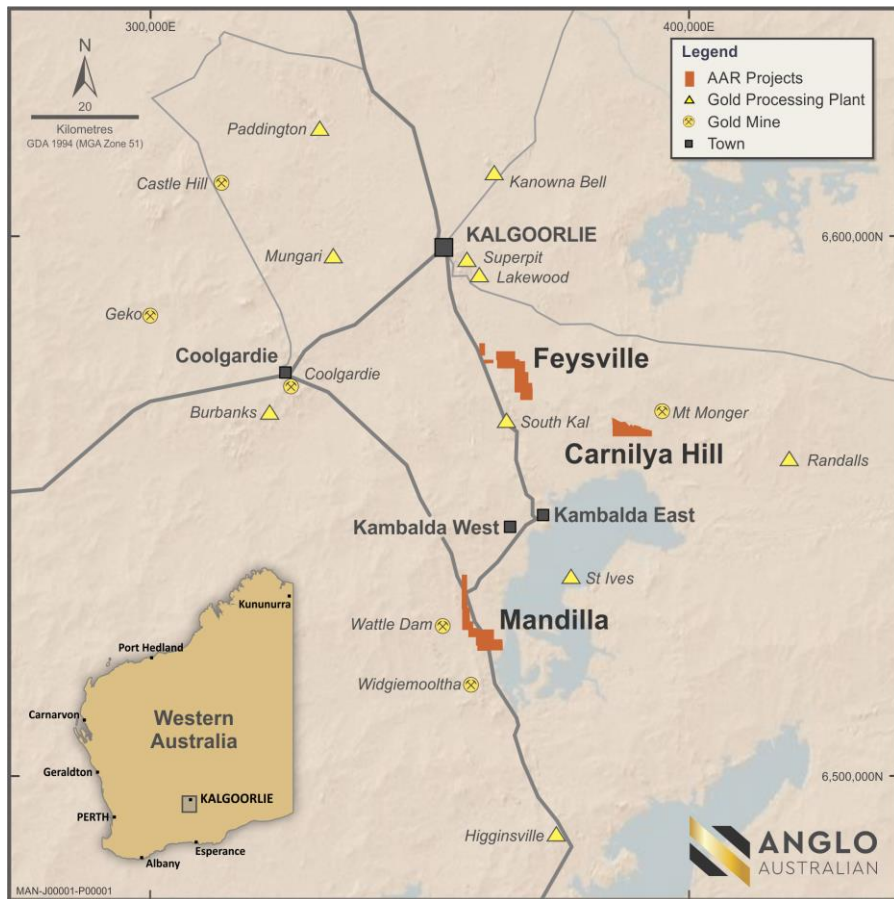 300,000E
400,000E
N
20
Kilometres
GDA 1994 (MGA Zone 51)
Legend
AAR Projects
Gold Processing Plant
Gold Mine
Town
Paddington
Castle Hill
Kanowna Bell
KALGOORLIE
6,600,000N
Mungari
Superpit
Lakewood
Geko
Coolgardie
Coolgardie
Feysville
Burbanks
South Kal
Mt Monger
Carnilya Hill
Randalls
Kambalda West
Kambalda East
St Ives
Wattle Dam
Mandilla
Widgiemooltha
Kununurra
Port Hedland
Carnarvon
Western
Australia
Geraldton
KALGOORLIE
PERTH
Esperance
Albany
6,500,000N
Higginsville
ANGLO
AUSTRALIAN
MAN-J00001-P00001